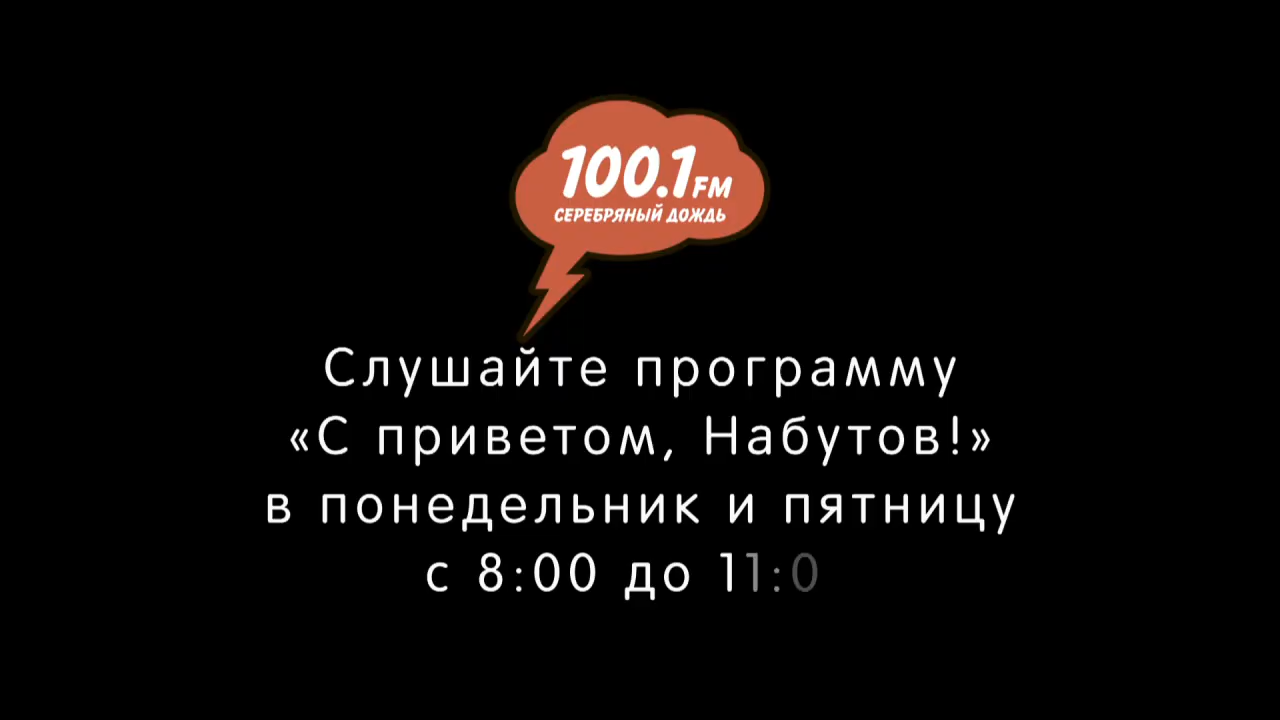 100.1FM
СЕРЕБРЯНЫЙ ДОЖДЬ
Слушайте программу
«С приветом, Набутов!»
в понедельник и пятницу
с 8:00 до 11:0